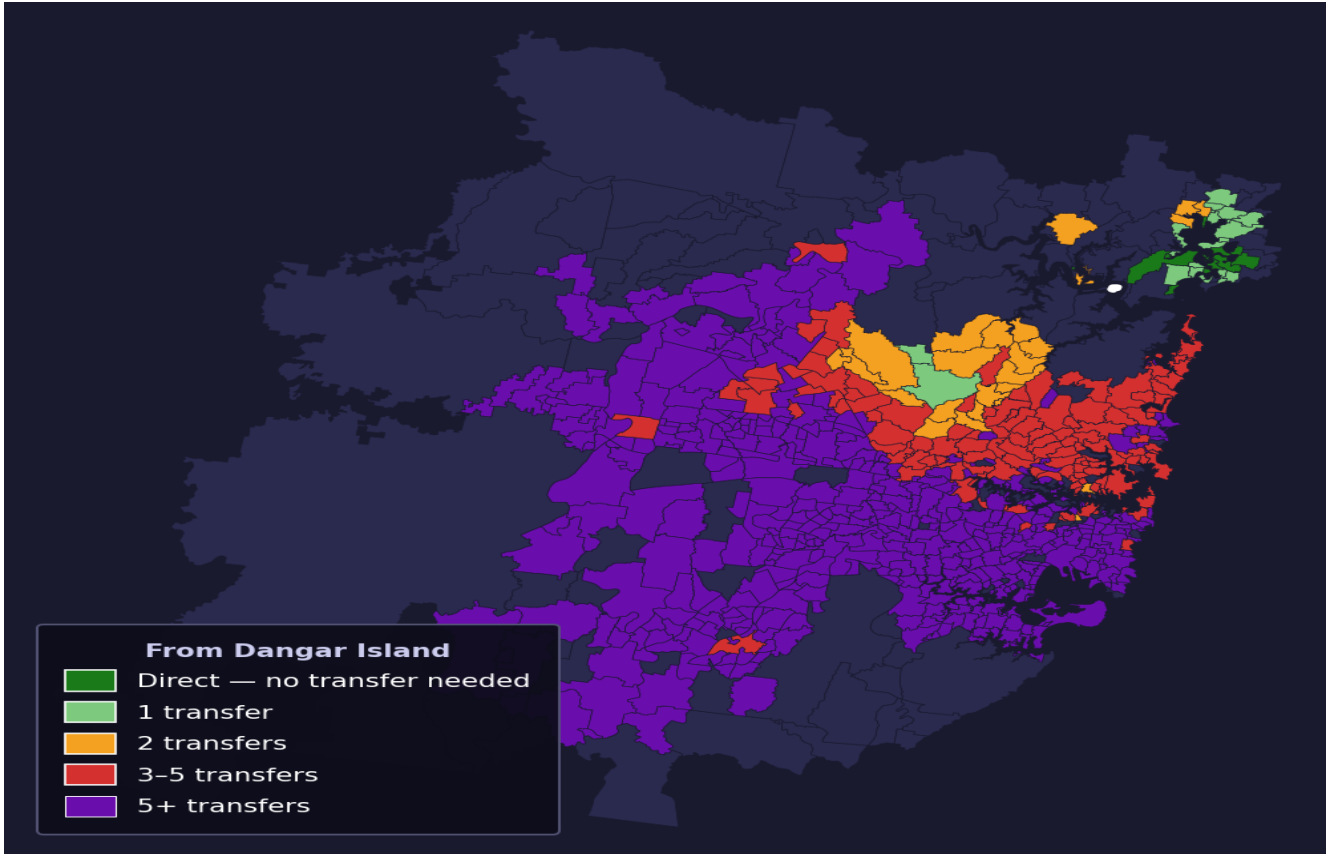 From Dangar Island
Direct — no transfer needed
1 transfer
2 transfers
3–5 transfers
5+ transfers